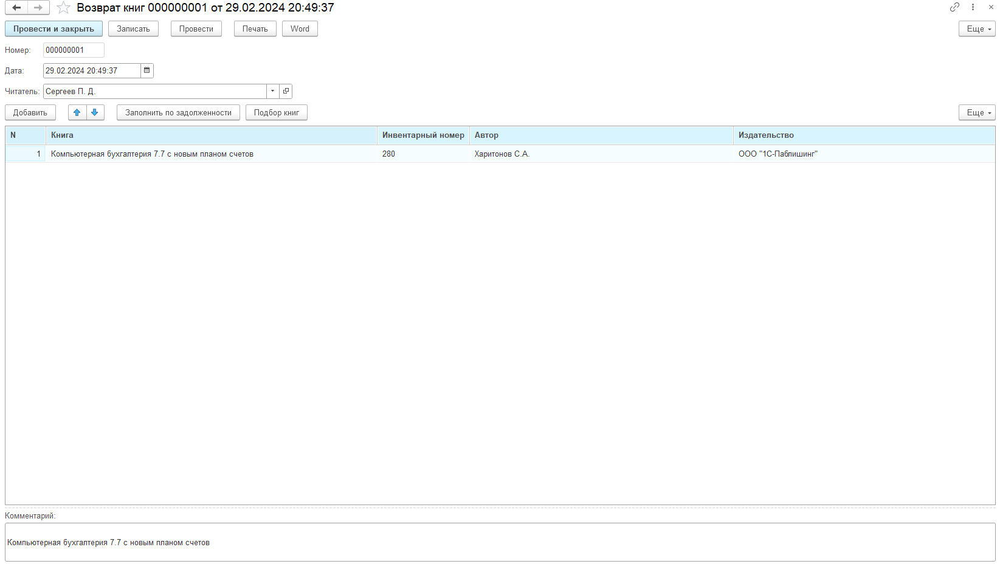 Возврат книг 000000001 от 29.02.2024 20:49:37
Провести и закрыть Записать Провести Печать Word Еще
Номер: 000000001
Дата: 29.02.2024 20:49:37
Читатель: Сергеев П. Д.
Добавить Заполнить по задолженности Подбор книг Еще
N Книга Инвентарный номер Автор Издательство
1 Компьютерная бухгалтерия 7.7 с новым планом счетов 280 Харитонов С.А. ООО "1С-Паблишинг"
Комментарий:
Компьютерная бухгалтерия 7.7 с новым планом счетов